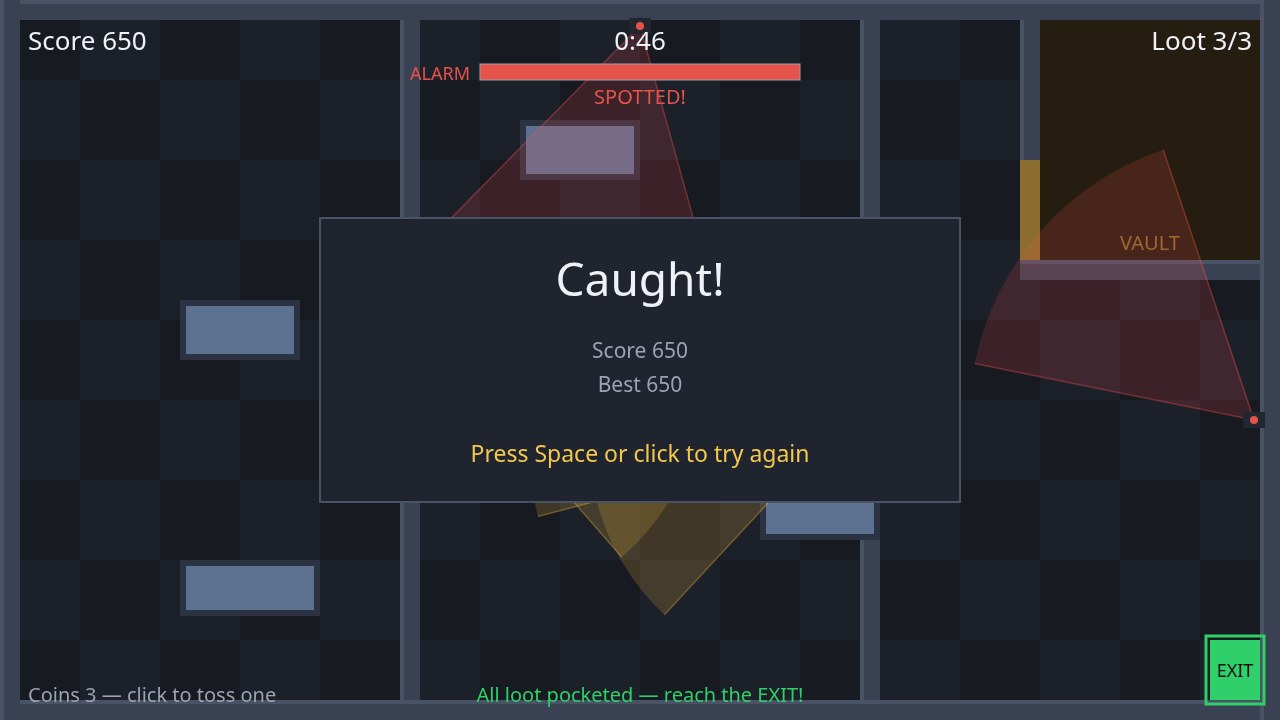 Score 650
0:46
Loot 3/3
ALARM
SPOTTED!
VAULT
Caught!
Score 650
Best 650
Press Space or click to try again
EXIT
Coins 3 — click to toss one
All loot pocketed — reach the EXIT!